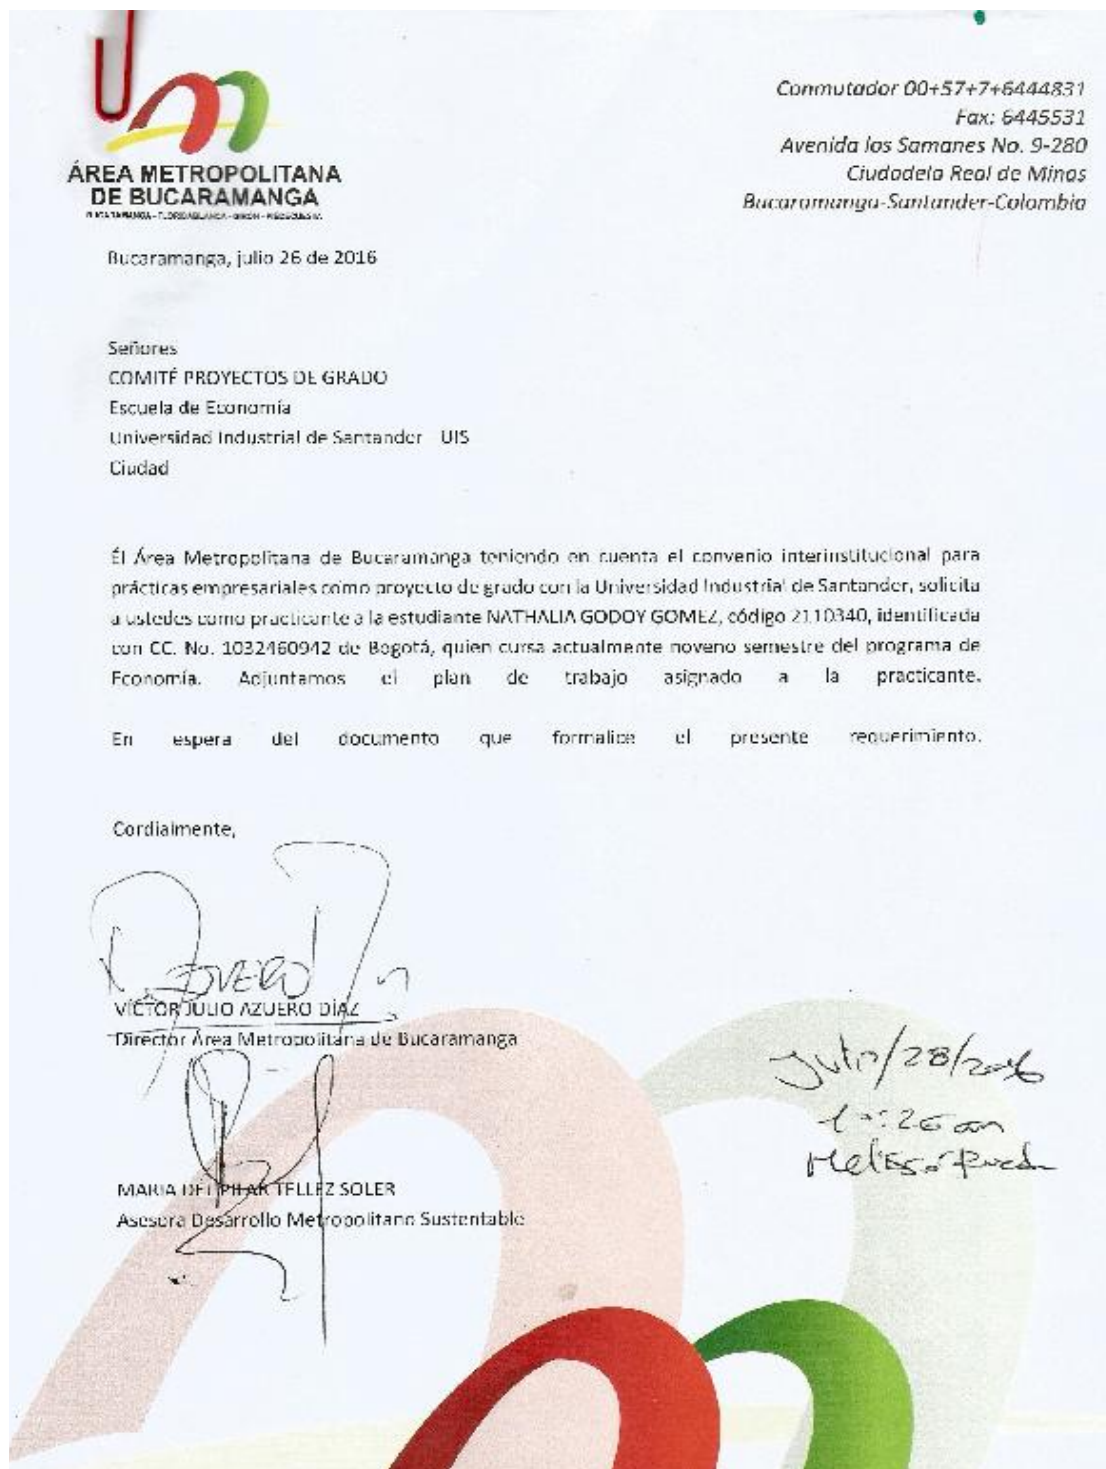 ÁREA METROPOLITANA
DE BUCARAMANGA
BUCARAMANGA - FLORIDABLANCA - GIRÓN - PIEDECUESTA
Conmutador 00+57+7+6444831
Fax: 6445531
Avenida los Samanes No. 9-280
Ciudadela Real de Minas
Bucaramanga-Santander-Colombia
Bucaramanga, julio 26 de 2016
Señores
COMITÉ PROYECTOS DE GRADO
Escuela de Economía
Universidad Industrial de Santander UIS
Ciudad
Él Área Metropolitana de Bucaramanga teniendo en cuenta el convenio interinstitucional para
prácticas empresariales como proyecto de grado con la Universidad Industrial de Santander, solicita
a ustedes como practicante a la estudiante NATHALIA GODOY GOMEZ, código 2110340, identificada
con CC. No. 1032460942 de Bogotá, quien cursa actualmente noveno semestre del programa de
Economía. Adjuntamos el plan de trabajo asignado a la practicante.
En espera del documento que formalice el presente requerimiento.
Cordialmente,
VÍCTOR JULIO AZUERO DÍAZ
Director Área Metropolitana de Bucaramanga
Julio/28/2016
Melissa
MARIA DEL PILAR TELLEZ SOLER
Asesora Desarrollo Metropolitano Sustentable